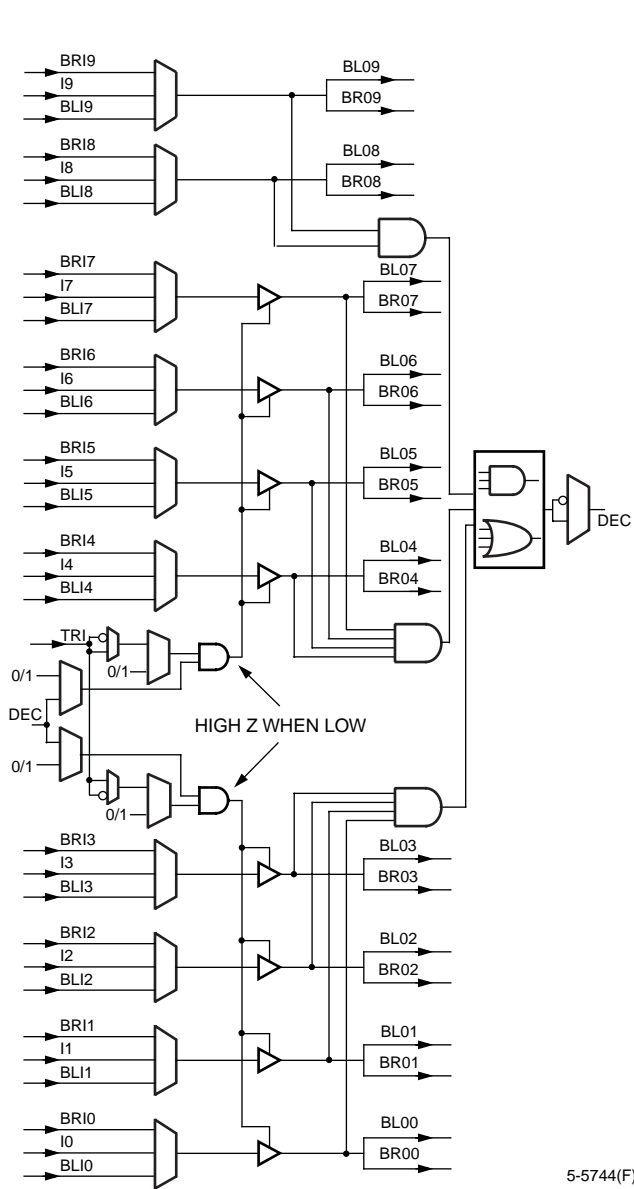 BRI9
I9
BLI9
BL09
BR09
BRI8
I8
BLI8
BL08
BR08
BRI7
I7
BLI7
BL07
BR07
BRI6
I6
BLI6
BL06
BR06
BRI5
I5
BLI5
BL05
BR05
BRI4
I4
BLI4
BL04
BR04
DEC
TRI
0/1
0/1
DEC
HIGH Z WHEN LOW
0/1
0/1
BRI3
I3
BLI3
BL03
BR03
BRI2
I2
BLI2
BL02
BR02
BRI1
I1
BLI1
BL01
BR01
BRI0
I0
BLI0
BL00
BR00
5-5744(F)